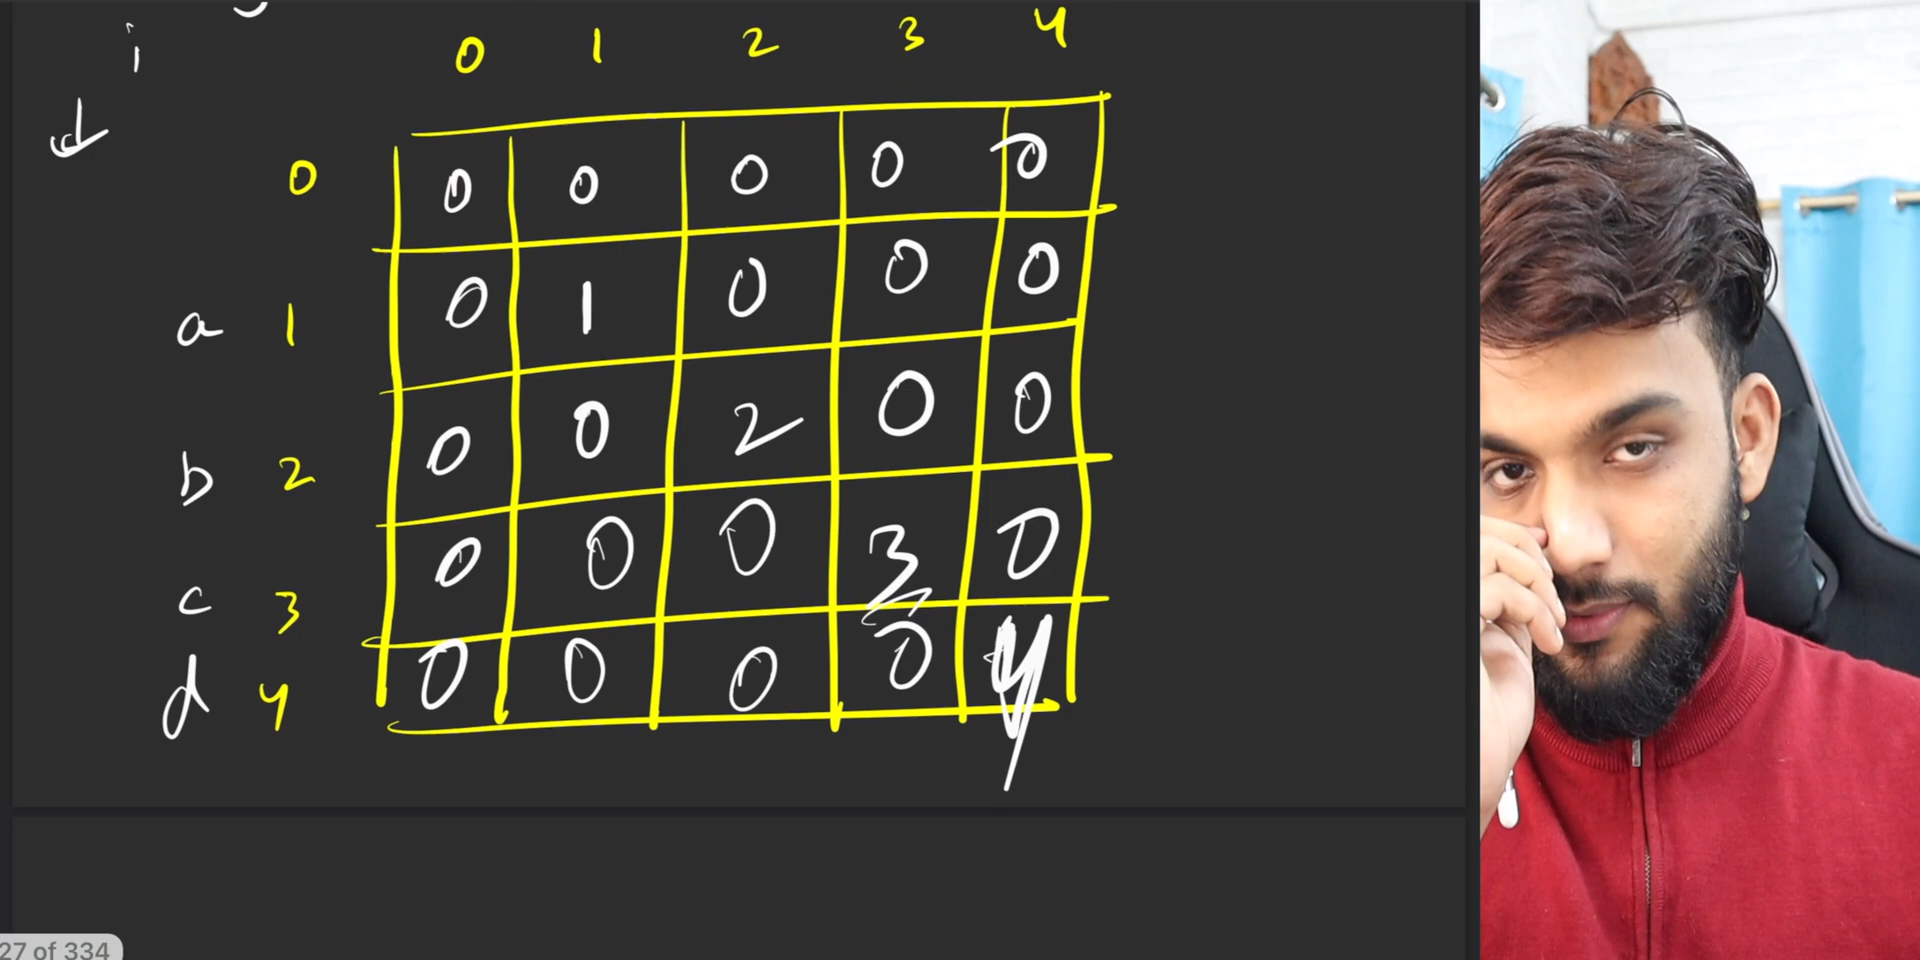 i
0 1 2 3 4
0 0 0 0 0 0
a 1 0 1 0 0 0
b 2 0 0 2 0 0
c 3 0 0 0 3 0
d 4 0 0 0 0 4
27 of 334